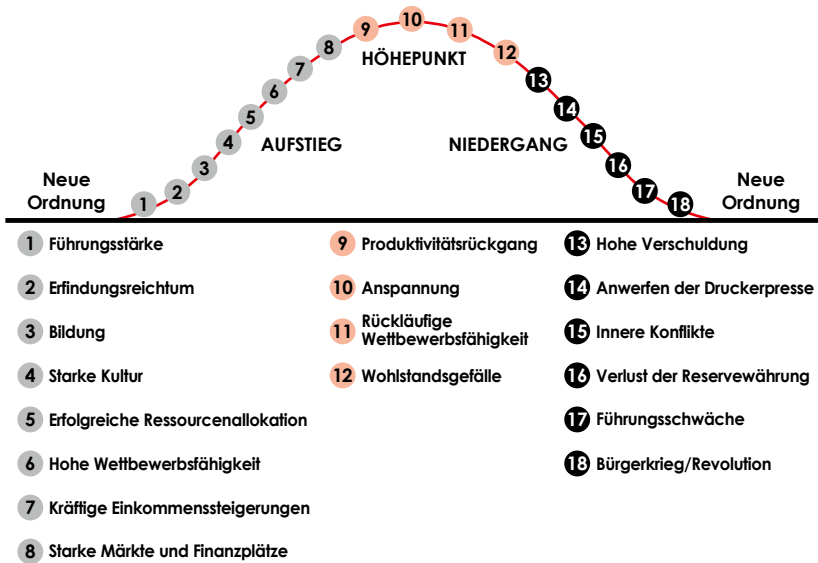 9 10 11
8 12
HÖHEPUNKT
7 13
6 14
5
AUFSTIEG NIEDERGANG
4 15
3 16
Neue Ordnung
2 17
1 18
Neue Ordnung
1 Führungsstärke
2 Erfindungsreichtum
3 Bildung
4 Starke Kultur
5 Erfolgreiche Ressourcenallokation
6 Hohe Wettbewerbsfähigkeit
7 Kräftige Einkommenssteigerungen
8 Starke Märkte und Finanzplätze
9 Produktivitätsrückgang
10 Anspannung
11 Rückläufige
Wettbewerbsfähigkeit
12 Wohlstandsgefälle
13 Hohe Verschuldung
14 Anwerfen der Druckerpresse
15 Innere Konflikte
16 Verlust der Reservewährung
17 Führungsschwäche
18 Bürgerkrieg/Revolution